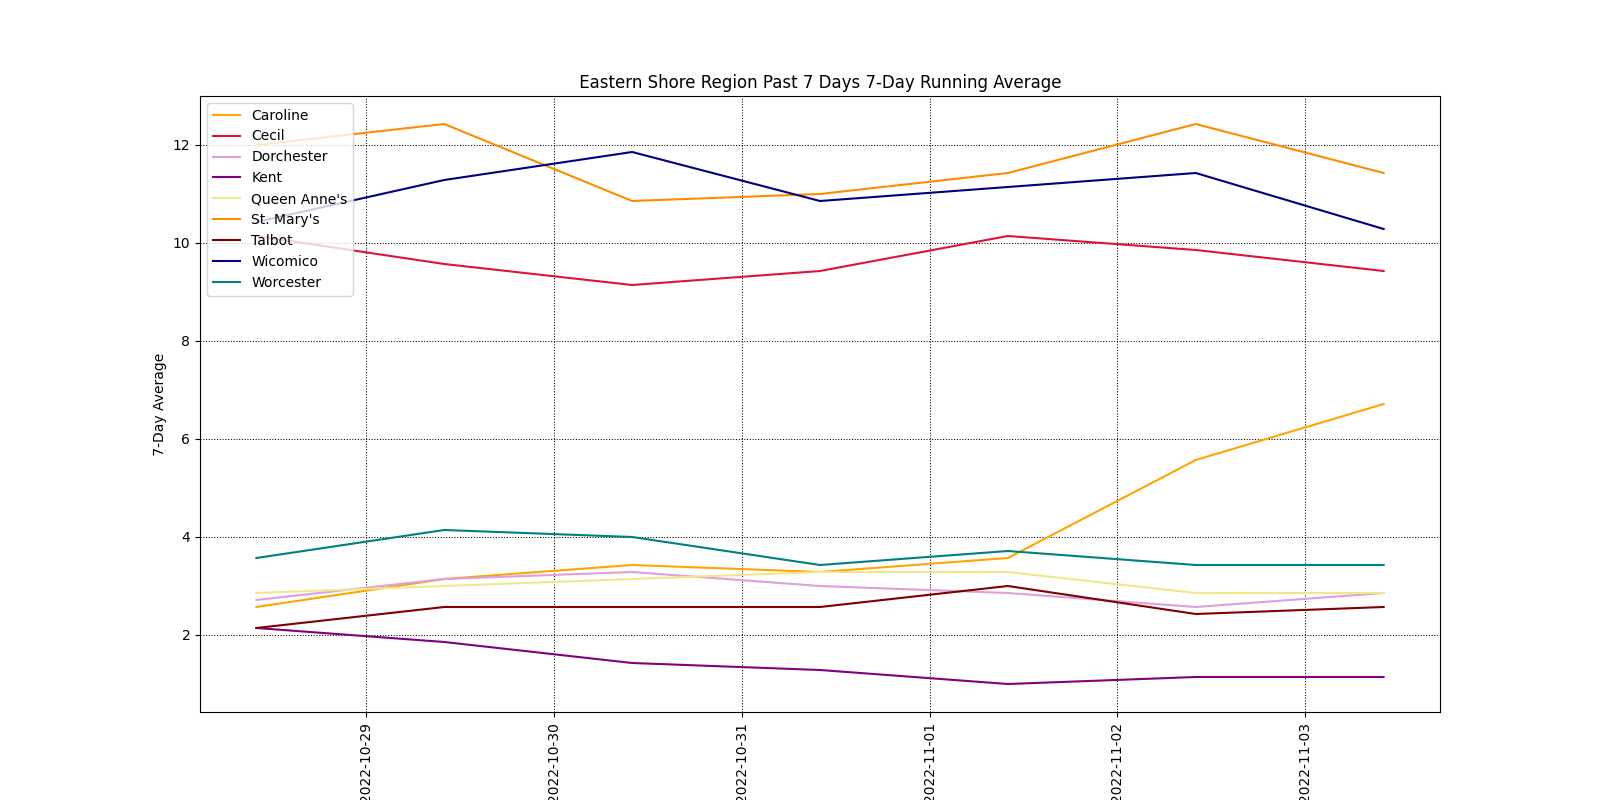 Eastern Shore Region Past 7 Days 7-Day Running Average
Caroline
Cecil
Dorchester
Kent
Queen Anne's
St. Mary's
Talbot
Wicomico
Worcester
12
10
8
6
4
2
7-Day Average
2022-10-29
2022-10-30
2022-10-31
2022-11-01
2022-11-02
2022-11-03